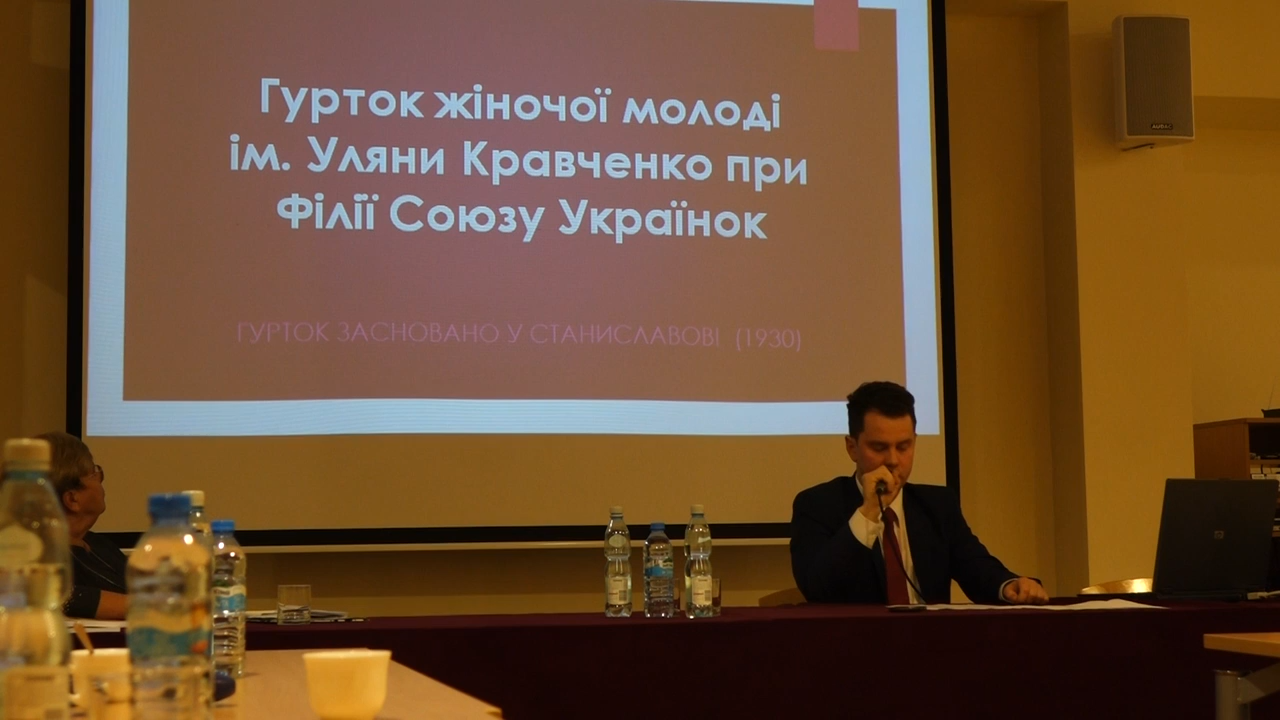 Гурток жіночої молоді
ім. Уляни Кравченко при
Філії Союзу Українок
ГУРТОК ЗАСНОВАНО У СТАНИСЛАВОВІ (1930)